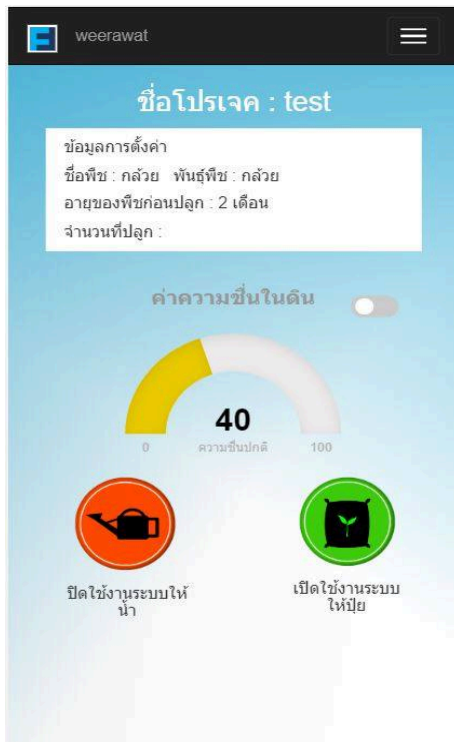 weerawat
ชื่อโปรเจค : test
ข้อมูลการตั้งค่า
ชื่อพืช : กล้วย พันธุ์พืช : กล้วย
อายุของพืชก่อนปลูก : 2 เดือน
จำนวนที่ปลูก :
ค่าความชื้นในดิน
40
0 ความชื้นปกติ 100
ปิดใช้งานระบบให้
น้ำ
เปิดใช้งานระบบ
ให้ปุ๋ย